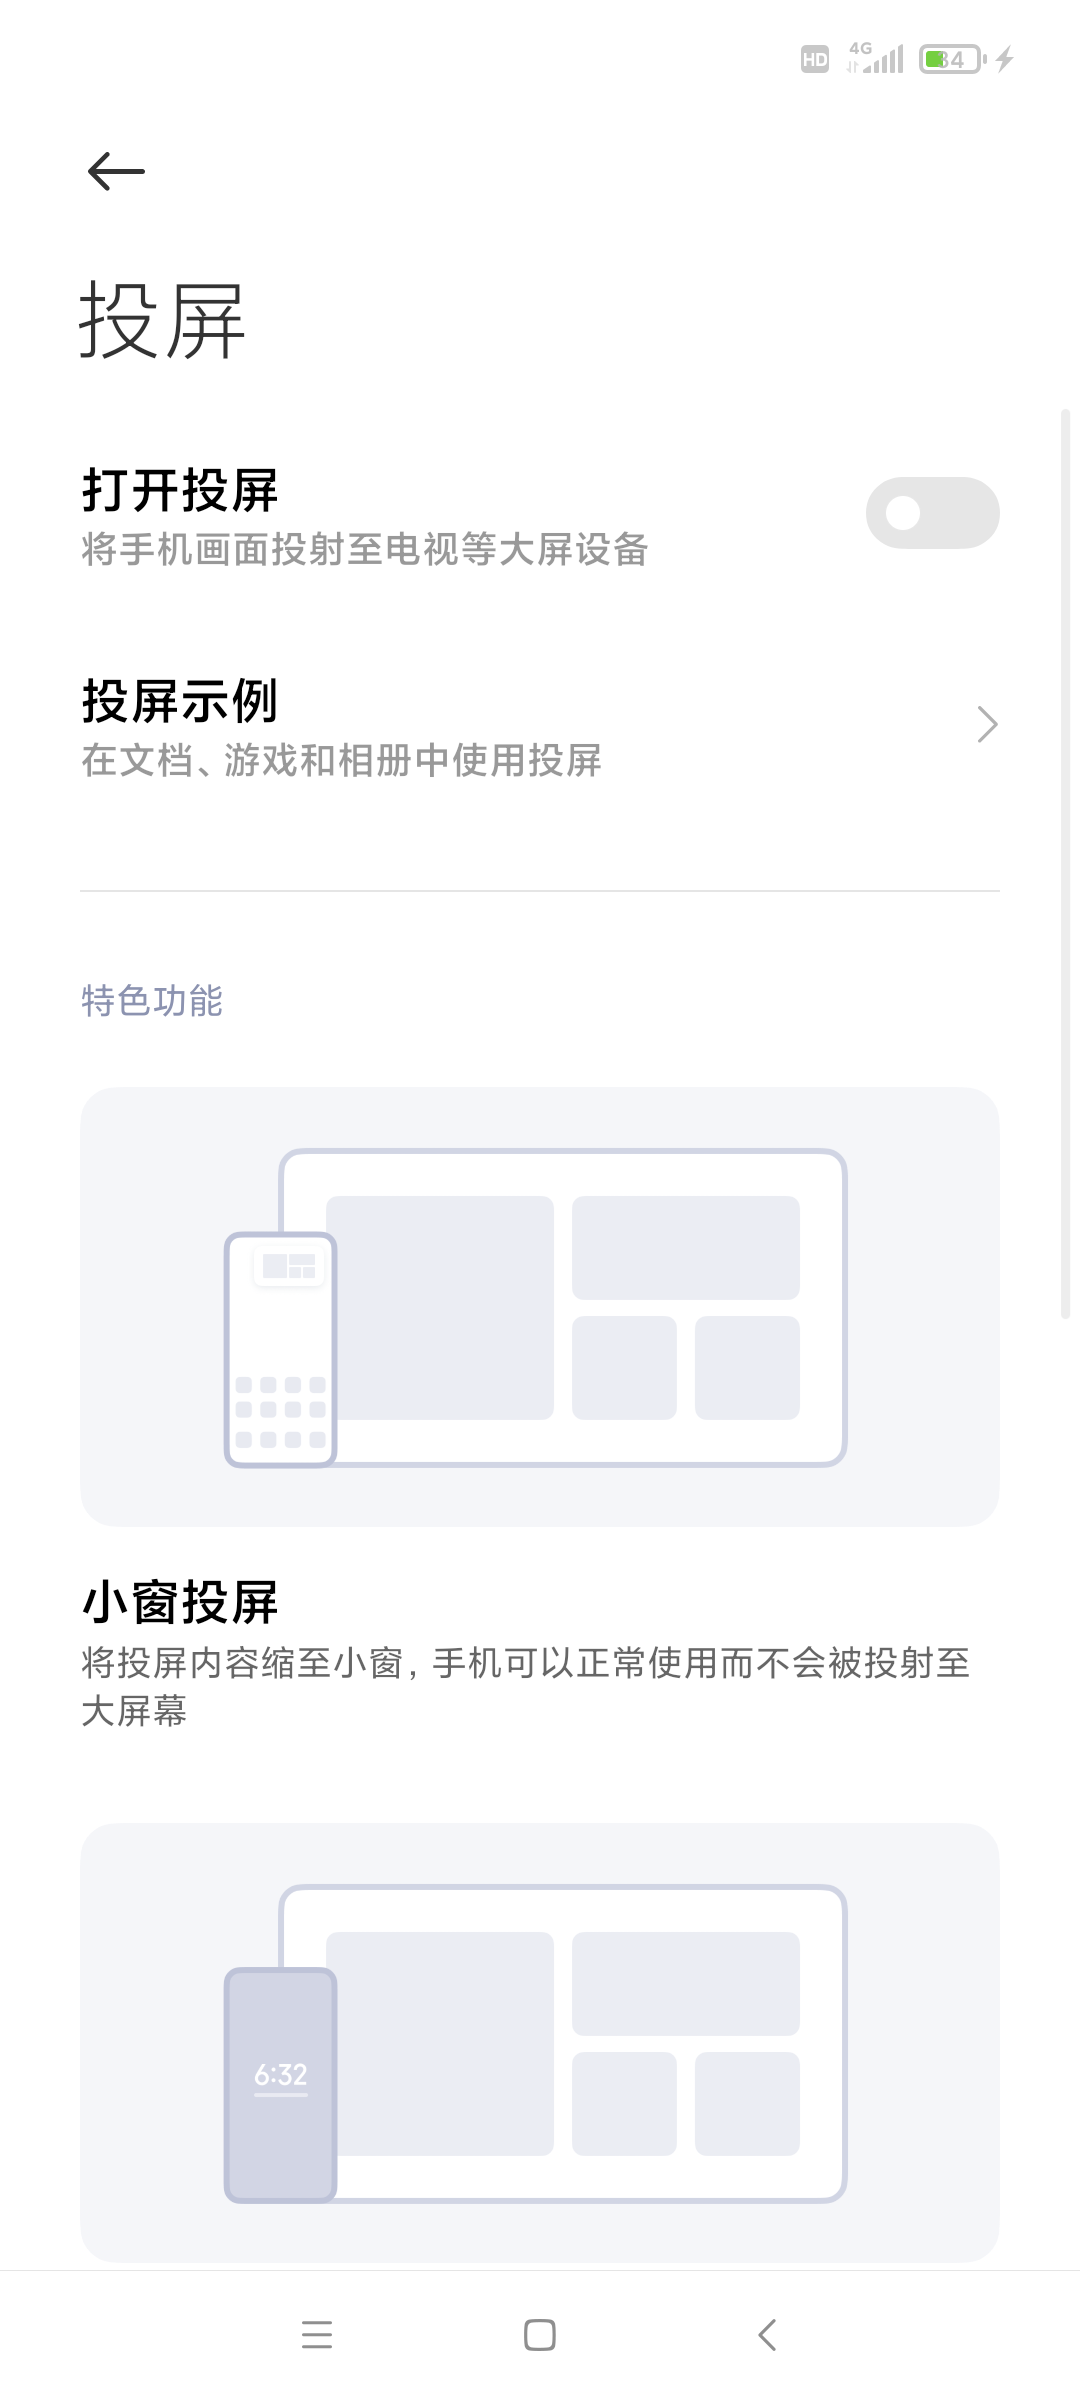 HD 4G 34
投屏
打开投屏
将手机画面投射至电视等大屏设备
投屏示例
在文档、游戏和相册中使用投屏
特色功能
小窗投屏
将投屏内容缩至小窗，手机可以正常使用而不会被投射至
大屏幕
6:32